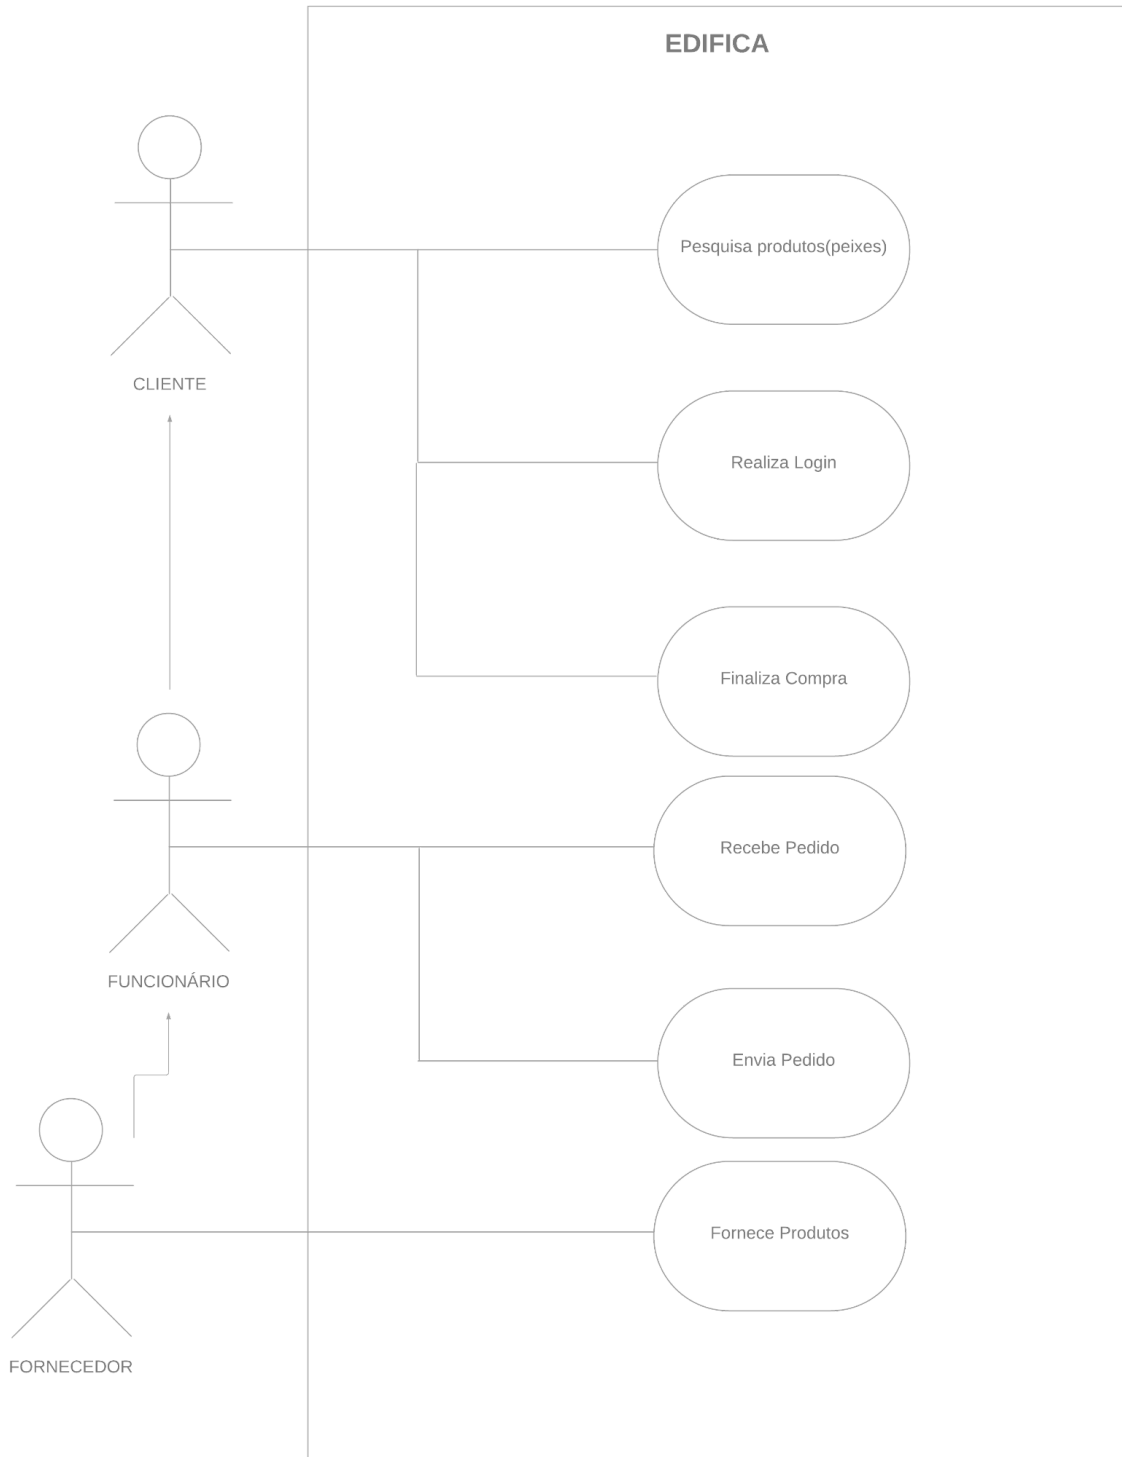 EDIFICA
Pesquisa produtos(peixes)
CLIENTE
Realiza Login
Finaliza Compra
Recebe Pedido
FUNCIONÁRIO
Envia Pedido
Fornece Produtos
FORNECEDOR